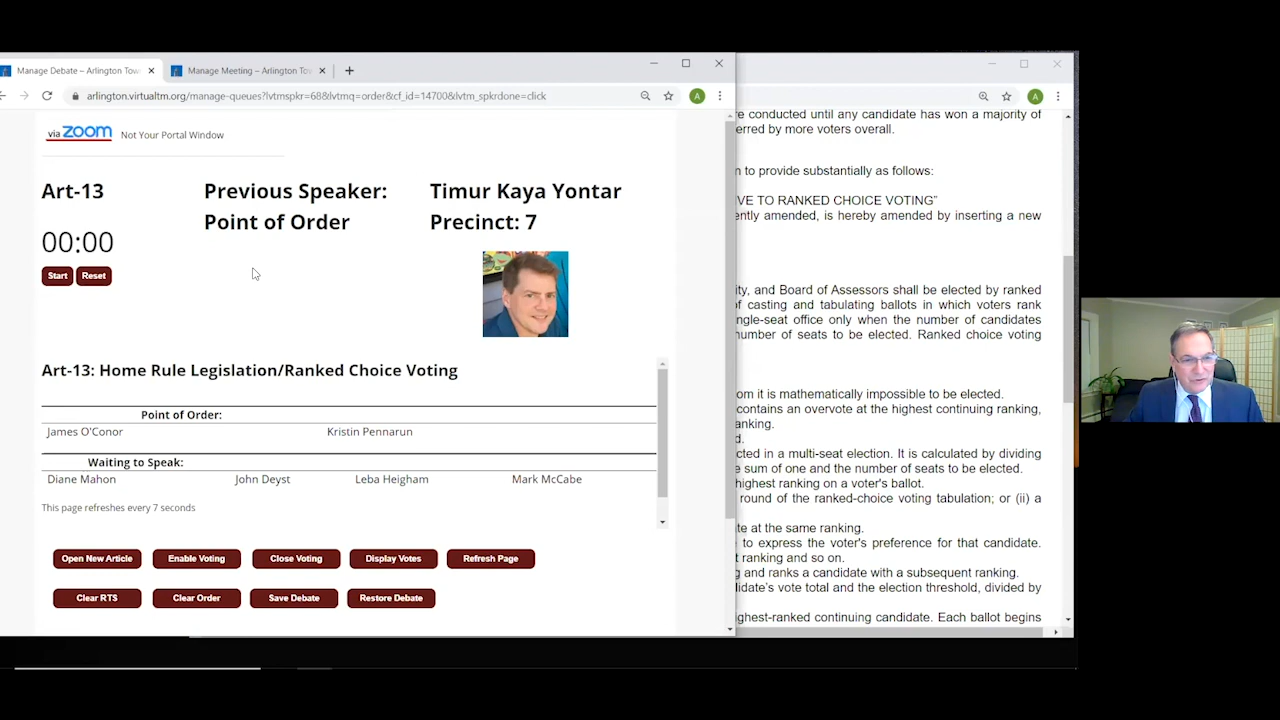 Manage Debate – Arlington Tow
Manage Meeting – Arlington To
arlington.virtualtm.org/manage-queues?lvtmspkr=68&lvtmq=order&cf_id=14700&lvtm_spkrdone=click
A
A
via zoom Not Your Portal Window
Art-13
Previous Speaker:
Timur Kaya Yontar
Point of Order
Precinct: 7
00:00
Start Reset
Art-13: Home Rule Legislation/Ranked Choice Voting
Point of Order:
James O'Conor Kristin Pennarun
Waiting to Speak:
Diane Mahon John Deyst Leba Heigham Mark McCabe
This page refreshes every 7 seconds
Open New Article Enable Voting Close Voting Display Votes Refresh Page
Clear RTS Clear Order Save Debate Restore Debate
e conducted until any candidate has won a majority of
erred by more voters overall.
n to provide substantially as follows:
VE TO RANKED CHOICE VOTING"
ently amended, is hereby amended by inserting a new
ity, and Board of Assessors shall be elected by ranked
of casting and tabulating ballots in which voters rank
ngle-seat office only when the number of candidates
number of seats to be elected. Ranked choice voting
om it is mathematically impossible to be elected.
contains an overvote at the highest continuing ranking,
anking.
d.
cted in a multi-seat election. It is calculated by dividing
e sum of one and the number of seats to be elected.
highest ranking on a voter's ballot.
round of the ranked-choice voting tabulation; or (ii) a
te at the same ranking.
to express the voter's preference for that candidate.
t ranking and so on.
g and ranks a candidate with a subsequent ranking.
didate's vote total and the election threshold, divided by
ighest-ranked continuing candidate. Each ballot begins